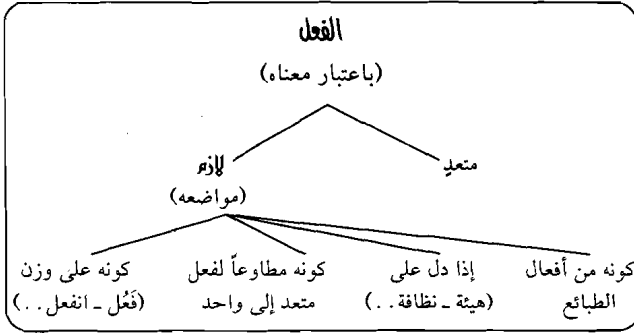 الفعل
(باعتبار معناه)
متعدٍ
لازم
(مواضعه)
كونه من أفعال
الطبائع
إذا دل على
(هيئة ـ نظافة . .)
كونه مطاوعاً لفعل
متعد إلى واحد
كونه على وزن
(فَعُل ـ انفعل . .)